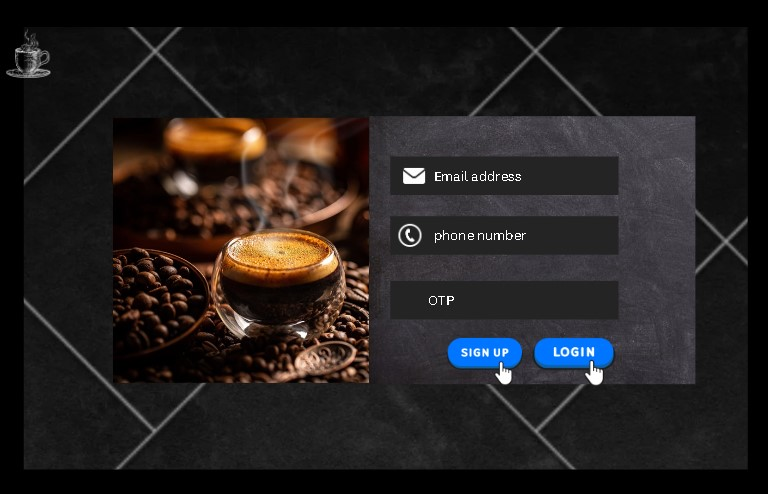 Email address
phone number
OTP
SIGN UP
LOGIN